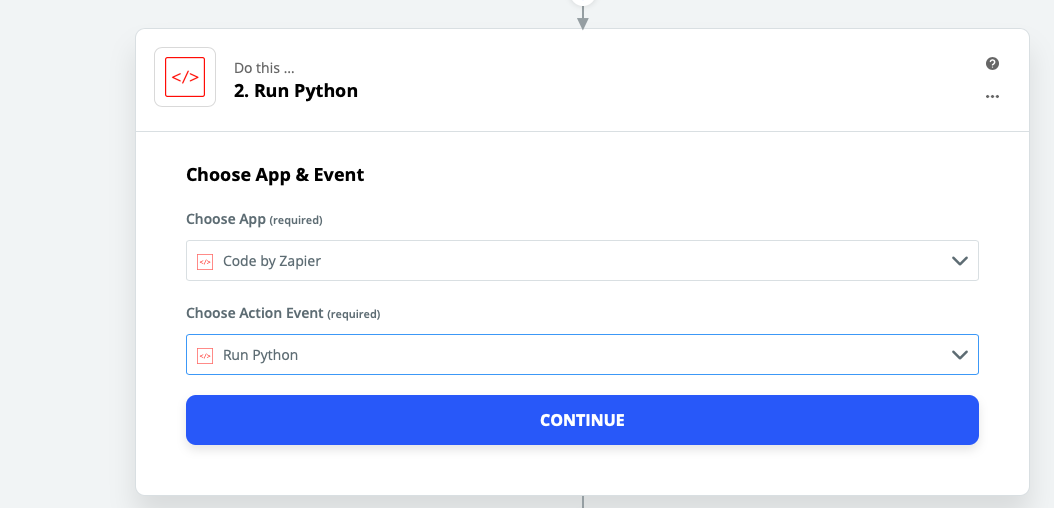 </>
Do this ...
2. Run Python
?
Choose App & Event
Choose App (required)
</> Code by Zapier
Choose Action Event (required)
</> Run Python
CONTINUE